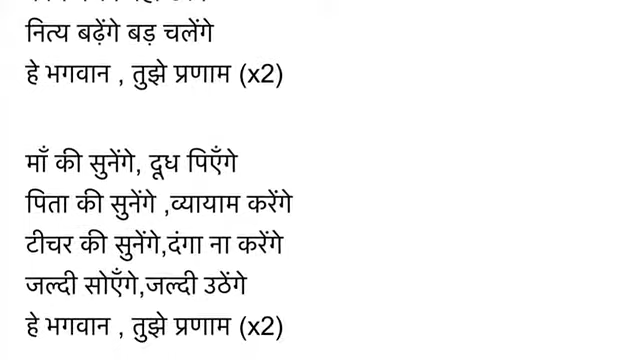 नित्य बढ़ेंगे बड़ चलेंगे
हे भगवान , तुझे प्रणाम (x2)
माँ की सुनेंगे, दूध पिएँगे
पिता की सुनेंगे ,व्यायाम करेंगे
टीचर की सुनेंगे,दंगा ना करेंगे
जल्दी सोएँगे,जल्दी उठेंगे
हे भगवान , तुझे प्रणाम (x2)